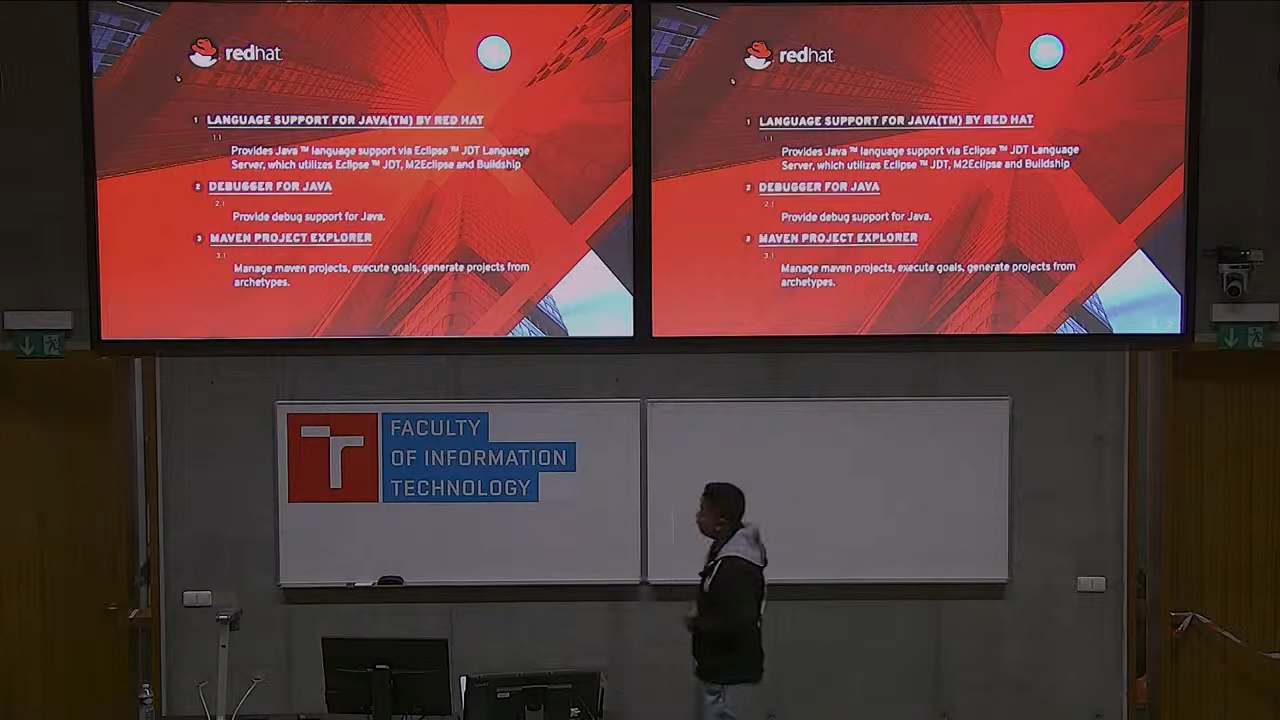 redhat.
1 LANGUAGE SUPPORT FOR JAVA(TM) BY RED HAT
1.1
Provides Java ™ language support via Eclipse ™ JDT Language
Server, which utilizes Eclipse ™ JDT, M2Eclipse and Buildship
2 DEBUGGER FOR JAVA
2.1
Provide debug support for Java.
3 MAVEN PROJECT EXPLORER
3.1
Manage maven projects, execute goals, generate projects from
archetypes.
redhat.
1 LANGUAGE SUPPORT FOR JAVA(TM) BY RED HAT
1.1
Provides Java ™ language support via Eclipse ™ JDT Language
Server, which utilizes Eclipse ™ JDT, M2Eclipse and Buildship
2 DEBUGGER FOR JAVA
2.1
Provide debug support for Java.
3 MAVEN PROJECT EXPLORER
3.1
Manage maven projects, execute goals, generate projects from
archetypes.
T FACULTY
OF INFORMATION
TECHNOLOGY